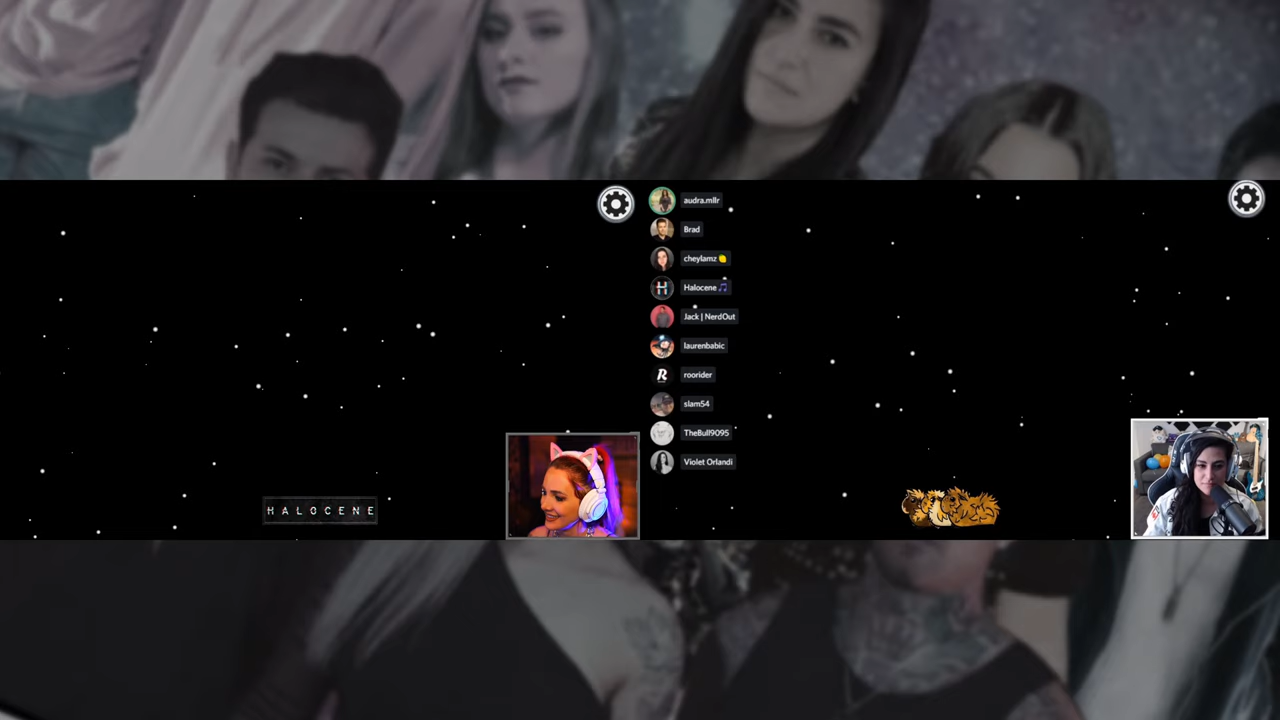 audra.mllr
Brad
cheylamz
Halocene
Jack | NerdOut
laurenbabic
roorider
slam54
TheBull9095
Violet Orlandi
HALOCENE